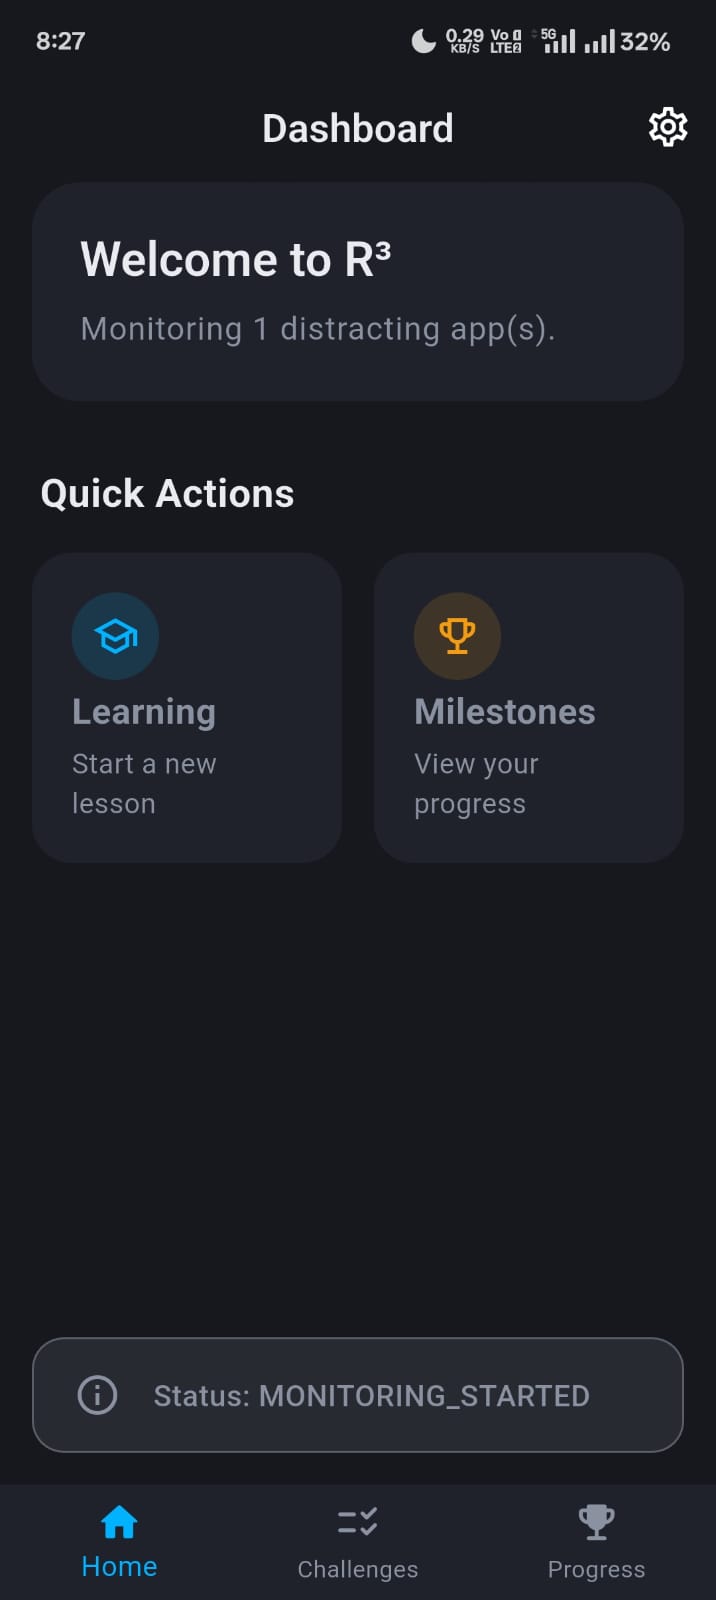 8:27
0.29 KB/S Vo LTE2 5G 32%
Dashboard
Welcome to R³
Monitoring 1 distracting app(s).
Quick Actions
Learning
Start a new
lesson
Milestones
View your
progress
Status: MONITORING_STARTED
Home
Challenges
Progress